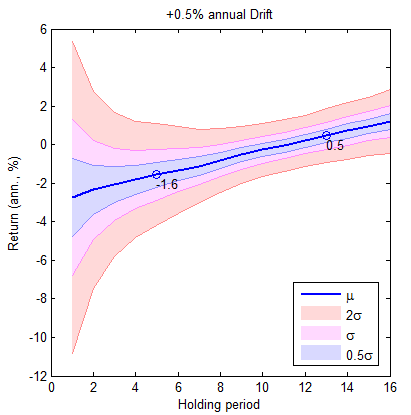 +0.5% annual Drift
Return (ann., %)
6
4
2
0
-2
-4
-6
-8
-10
-12
-1.6
0.5
μ
2σ
σ
0.5σ
0 2 4 6 8 10 12 14 16
Holding period